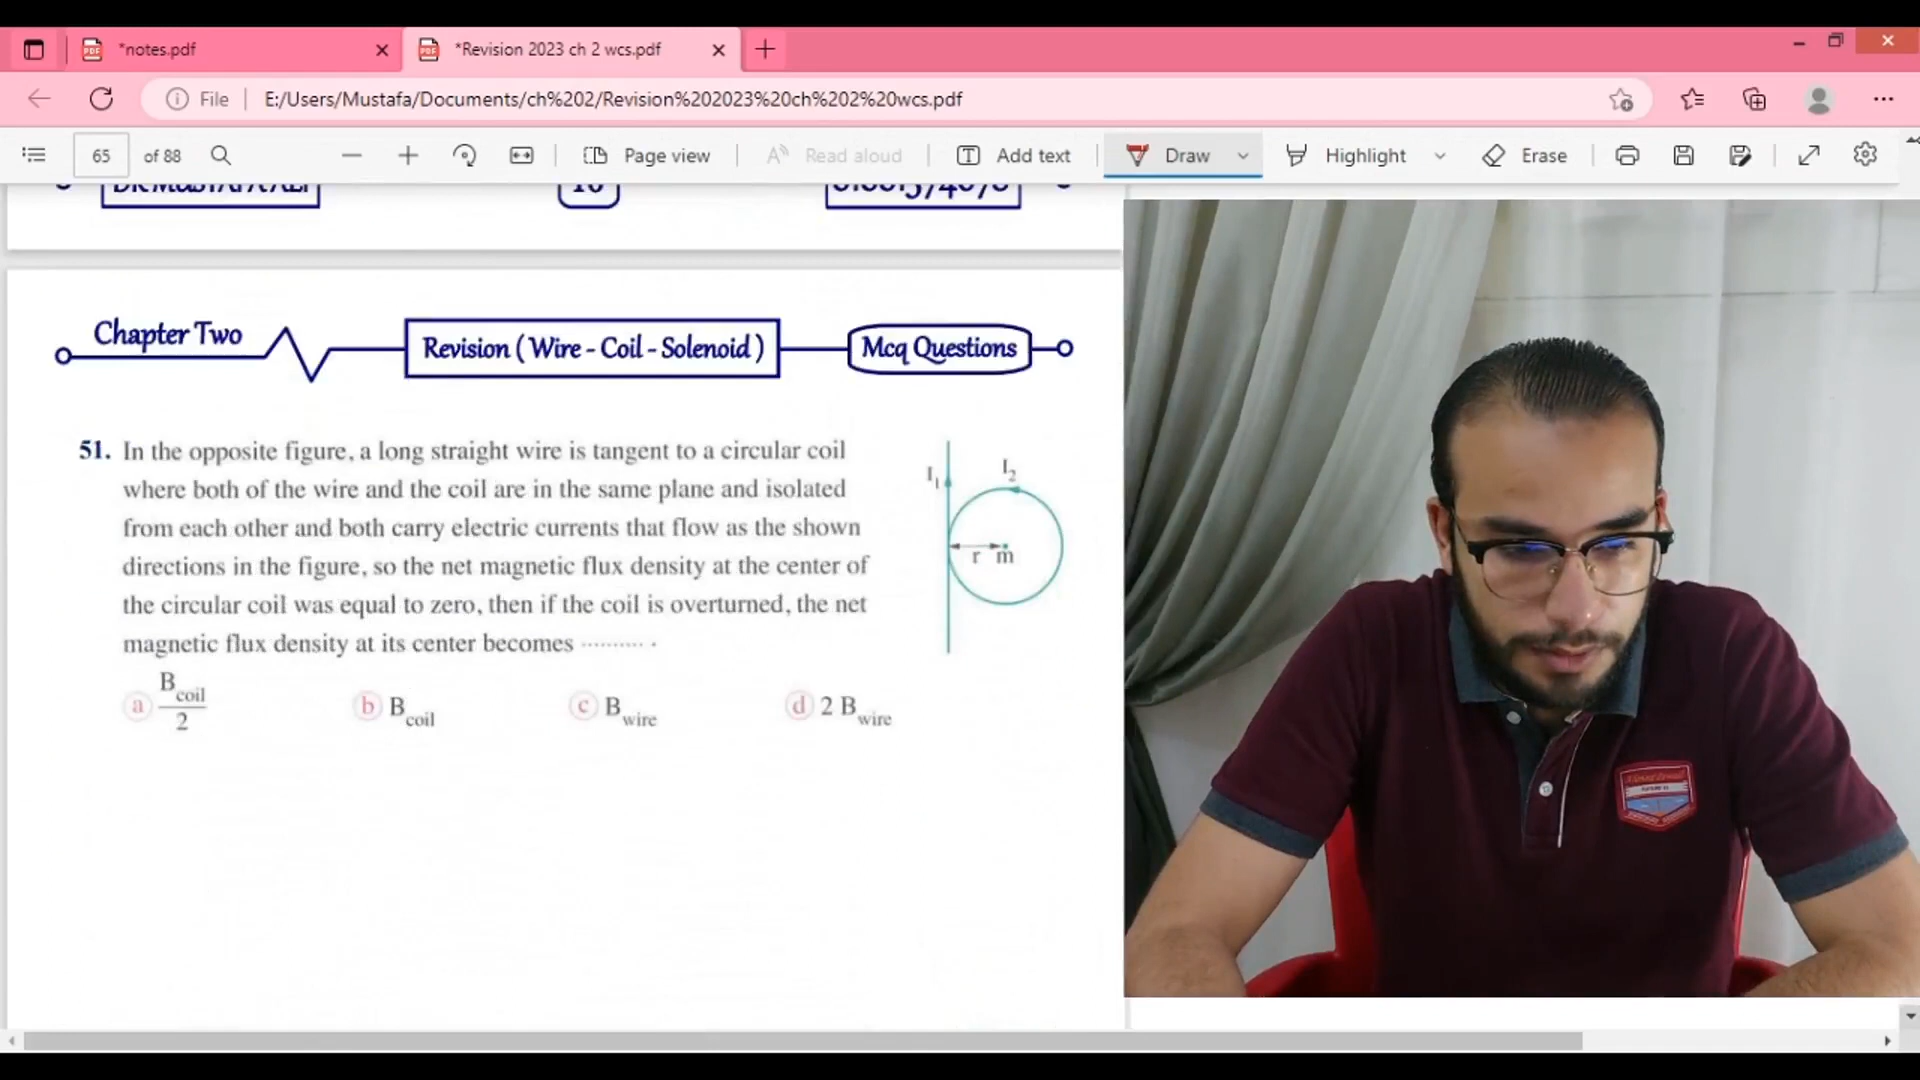 *notes.pdf
*Revision 2023 ch 2 wcs.pdf
File
E:/Users/Mustafa/Documents/ch%202/Revision%202023%20ch%202%20wcs.pdf
65 of 88
Page view
Read aloud
Add text
Draw
Highlight
Erase
Chapter Two
Revision ( Wire - Coil - Solenoid )
Mcq Questions
51. In the opposite figure, a long straight wire is tangent to a circular coil
where both of the wire and the coil are in the same plane and isolated
from each other and both carry electric currents that flow as the shown
directions in the figure, so the net magnetic flux density at the center of
the circular coil was equal to zero, then if the coil is overturned, the net
magnetic flux density at its center becomes ·········· .
I₁
I₂
r m
a B coil / 2
b B coil
c B wire
d 2 B wire